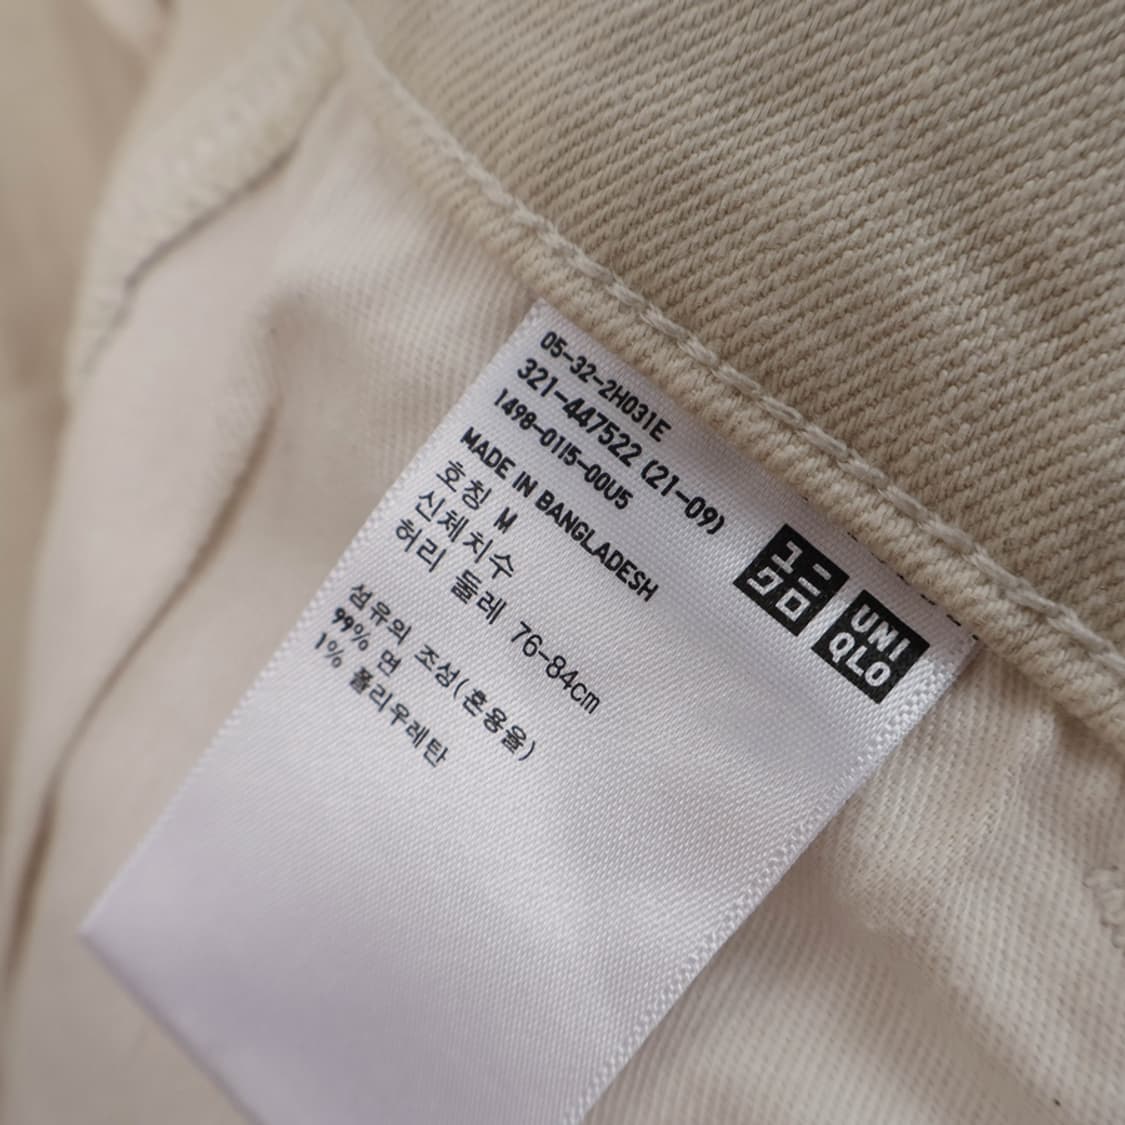 05-32-2H031E
321-447522 (21-09)
1498-0115-00U5
MADE IN BANGLADESH
호칭 M
신체치수
허리 둘레 76-84cm
섬유의 조성(혼용율)
99% 면
1% 폴리우레탄
ユニ
クロ
UNI
QLO